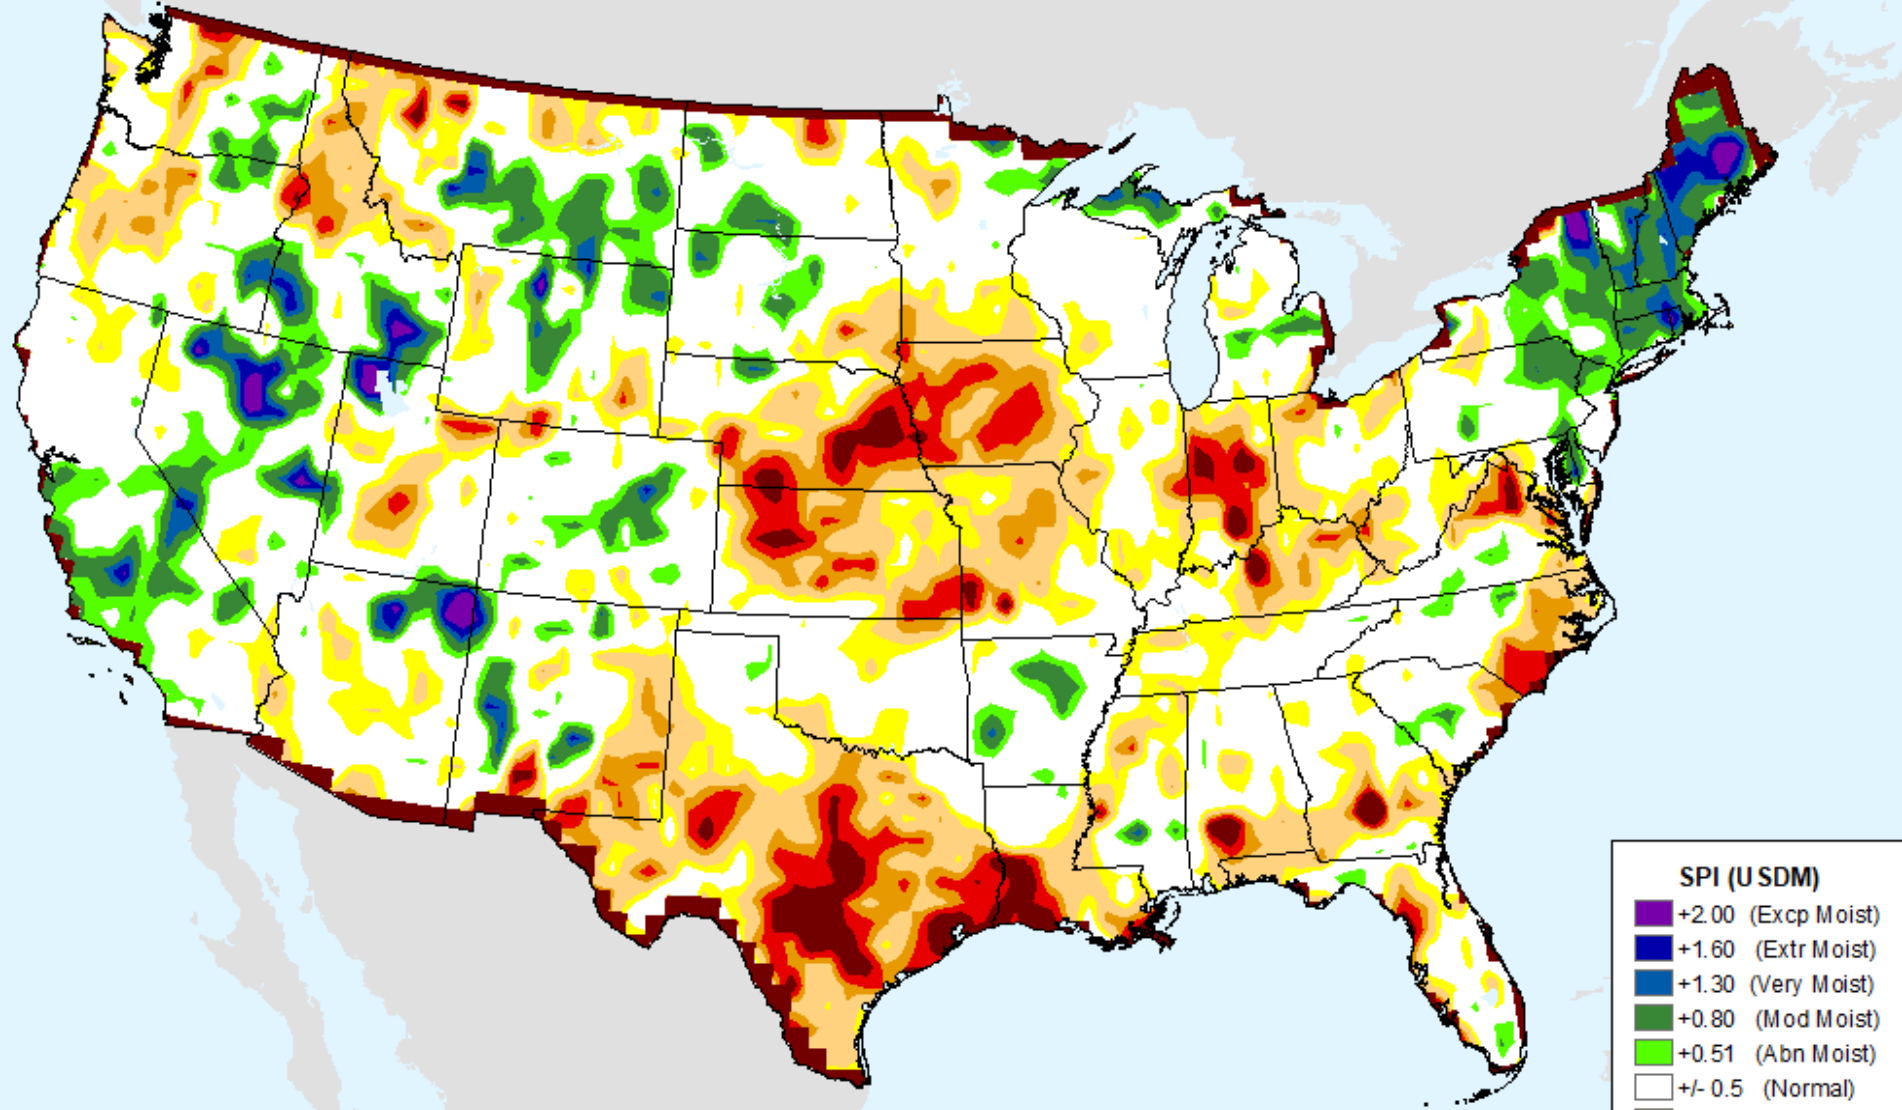 SPI (USDM)
+2.00 (Excp Moist)
+1.60 (Extr Moist)
+1.30 (Very Moist)
+0.80 (Mod Moist)
+0.51 (Abn Moist)
+/- 0.5 (Normal)